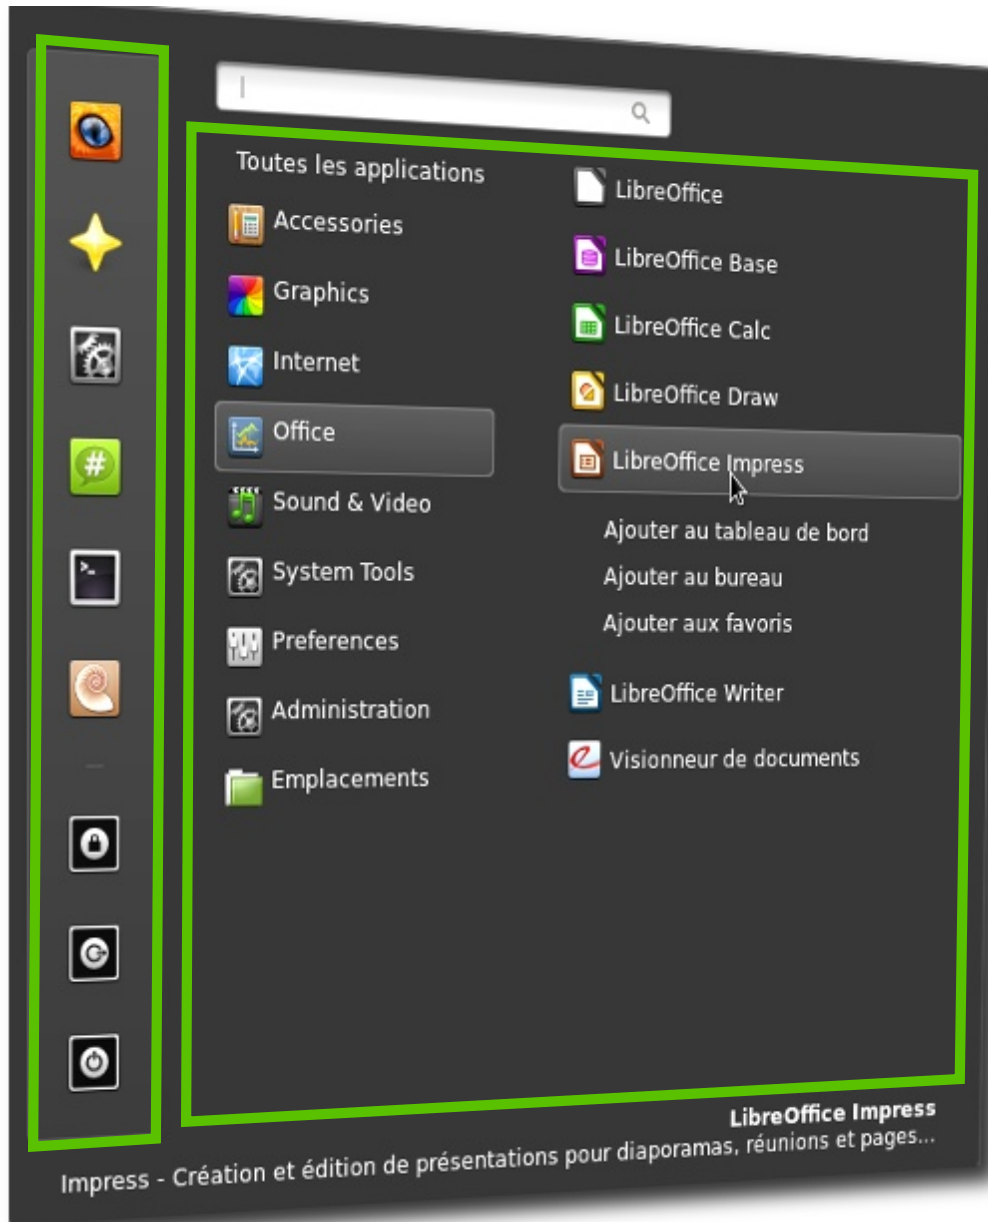 Toutes les applications
Accessories
Graphics
Internet
Office
Sound & Video
System Tools
Preferences
Administration
Emplacements
LibreOffice
LibreOffice Base
LibreOffice Calc
LibreOffice Draw
LibreOffice Impress
Ajouter au tableau de bord
Ajouter au bureau
Ajouter aux favoris
LibreOffice Writer
Visionneur de documents
LibreOffice Impress
Impress - Création et édition de présentations pour diaporamas, réunions et pages...